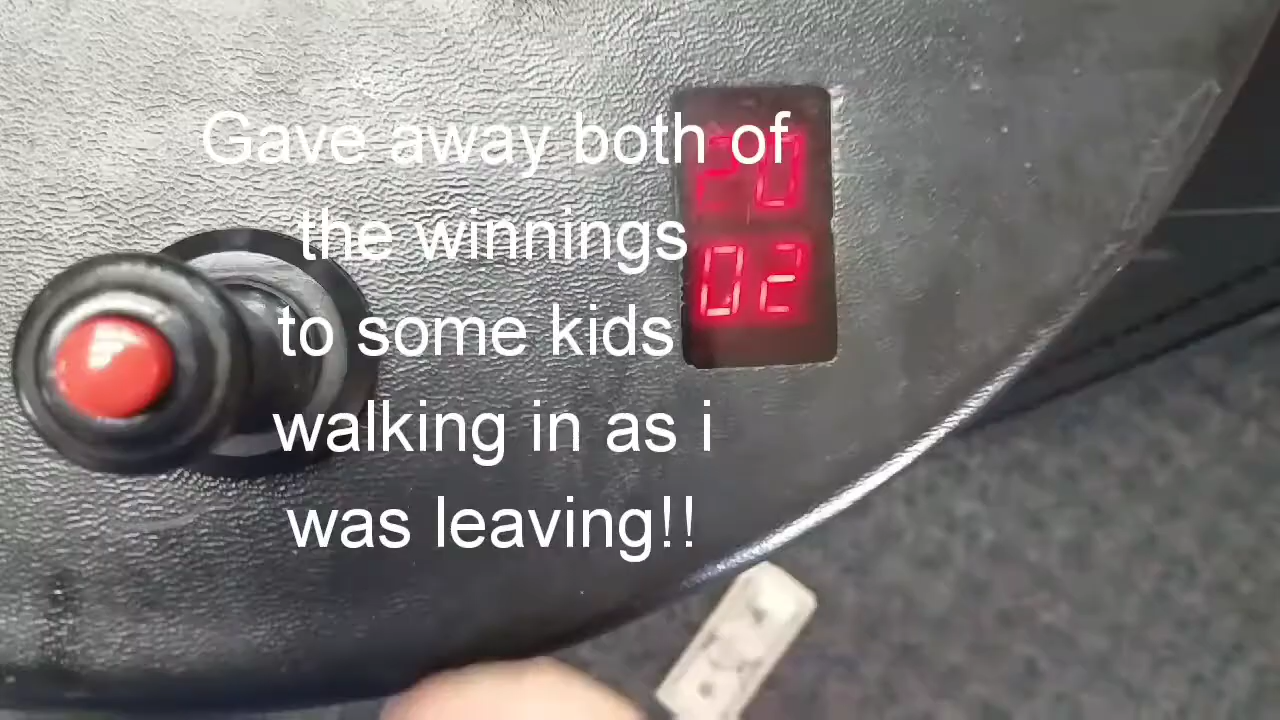 Gave away both of
the winnings
to some kids
walking in as i
was leaving!!
20
02